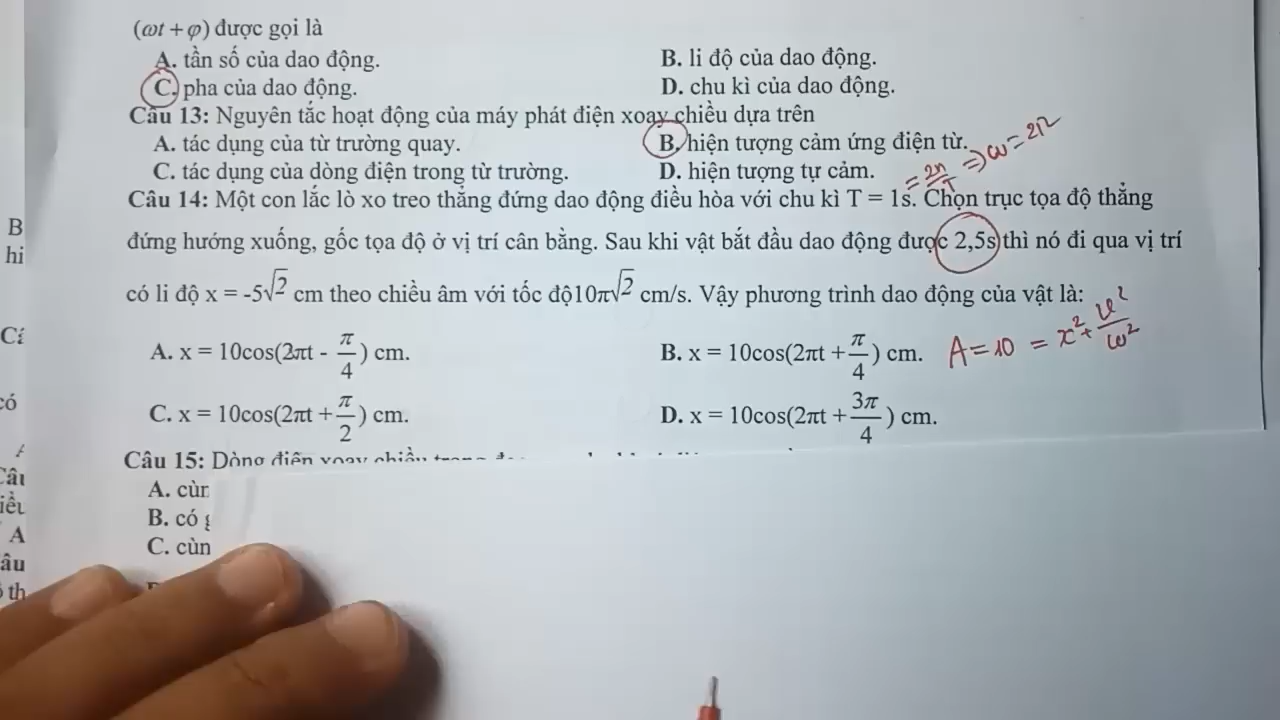 (ωt + φ) được gọi là
A. tần số của dao động. B. li độ của dao động.
C. pha của dao động. D. chu kì của dao động.
Câu 13: Nguyên tắc hoạt động của máy phát điện xoay chiều dựa trên
A. tác dụng của từ trường quay. B. hiện tượng cảm ứng điện từ.
C. tác dụng của dòng điện trong từ trường. D. hiện tượng tự cảm.
= 2π/T => ω = 2π
Câu 14: Một con lắc lò xo treo thẳng đứng dao động điều hòa với chu kì T = 1s. Chọn trục tọa độ thẳng
đứng hướng xuống, gốc tọa độ ở vị trí cân bằng. Sau khi vật bắt đầu dao động được 2,5s thì nó đi qua vị trí
có li độ x = -5√2 cm theo chiều âm với tốc độ10π√2 cm/s. Vậy phương trình dao động của vật là:
A. x = 10cos(2πt - π/4) cm. B. x = 10cos(2πt + π/4) cm. A = 10 = x² + v²/ω²
C. x = 10cos(2πt + π/2) cm. D. x = 10cos(2πt + 3π/4) cm.
Câu 15: Dòng điện xoay chiều
A. cùn
B. có g
C. cùn
B
hi
có
A